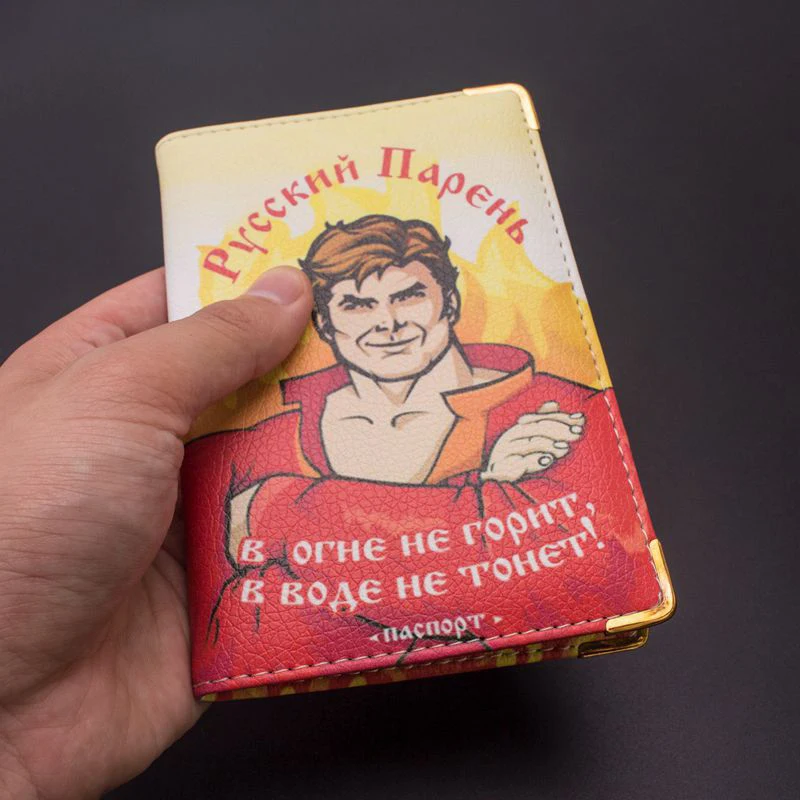 Русский Парень
в огне не горит,
в воде не тонет!
паспорт